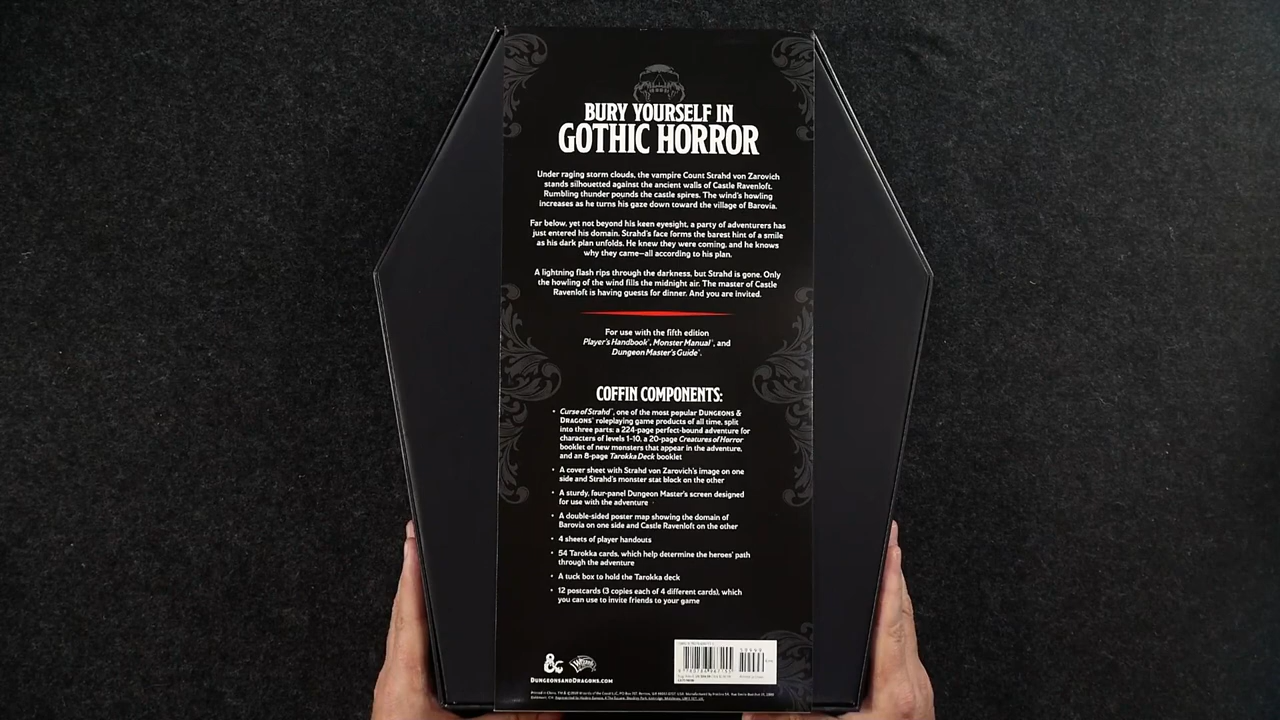 BURY YOURSELF IN
GOTHIC HORROR
Under raging storm clouds, the vampire Count Strahd von Zarovich
stands silhouetted against the ancient walls of Castle Ravenloft.
Rumbling thunder pounds the castle spires. The wind's howling
increases as he turns his gaze down toward the village of Barovia.
Far below, yet not beyond his keen eyesight, a party of adventurers has
just entered his domain. Strahd's face forms the barest hint of a smile
as his dark plan unfolds. He knew they were coming, and he knows
why they came—all according to his plan.
A lightning flash rips through the darkness, but Strahd is gone. Only
the howling of the wind fills the midnight air. The master of Castle
Ravenloft is having guests for dinner. And you are invited.
For use with the fifth edition
Player's Handbook®, Monster Manual®, and
Dungeon Master's Guide®.
COFFIN COMPONENTS:
• Curse of Strahd™, one of the most popular DUNGEONS &
DRAGONS® roleplaying game products of all time, split
into three parts: a 224-page perfect-bound adventure for
characters of levels 1-10, a 20-page Creatures of Horror
booklet of new monsters that appear in the adventure,
and an 8-page Tarokka Deck booklet
• A cover sheet with Strahd von Zarovich's image on one
side and Strahd's monster stat block on the other
• A sturdy, four-panel Dungeon Master's screen designed
for use with the adventure
• A double-sided poster map showing the domain of
Barovia on one side and Castle Ravenloft on the other
• 4 sheets of player handouts
• 54 Tarokka cards, which help determine the heroes' path
through the adventure
• A tuck box to hold the Tarokka deck
• 12 postcards (3 copies each of 4 different cards), which
you can use to invite friends to your game
&
Wizards
DUNGEONSANDDRAGONS.COM